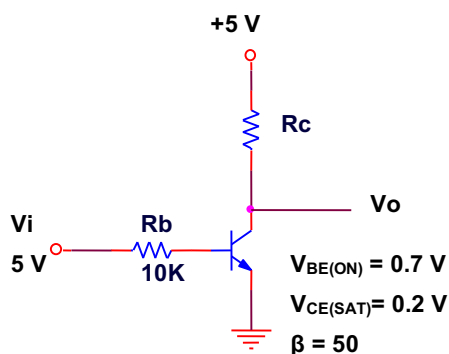 +5 V
Rc
Vo
Vi
Rb
5 V
10K
VBE(ON) = 0.7 V
VCE(SAT)= 0.2 V
β = 50